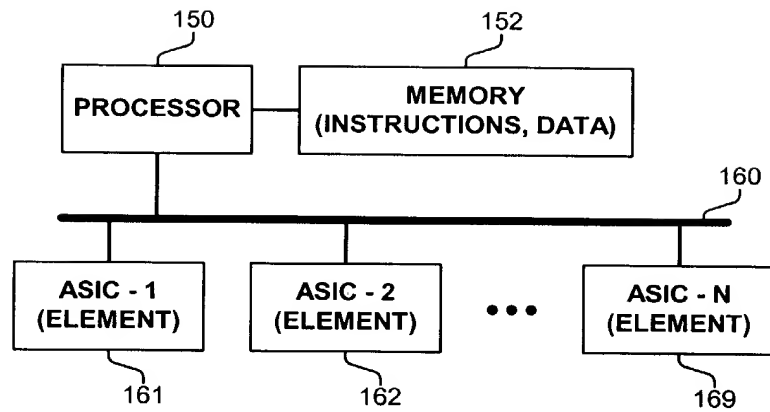 150
152
PROCESSOR
MEMORY
(INSTRUCTIONS, DATA)
160
ASIC - 1
(ELEMENT)
ASIC - 2
(ELEMENT)
ASIC - N
(ELEMENT)
161
162
169